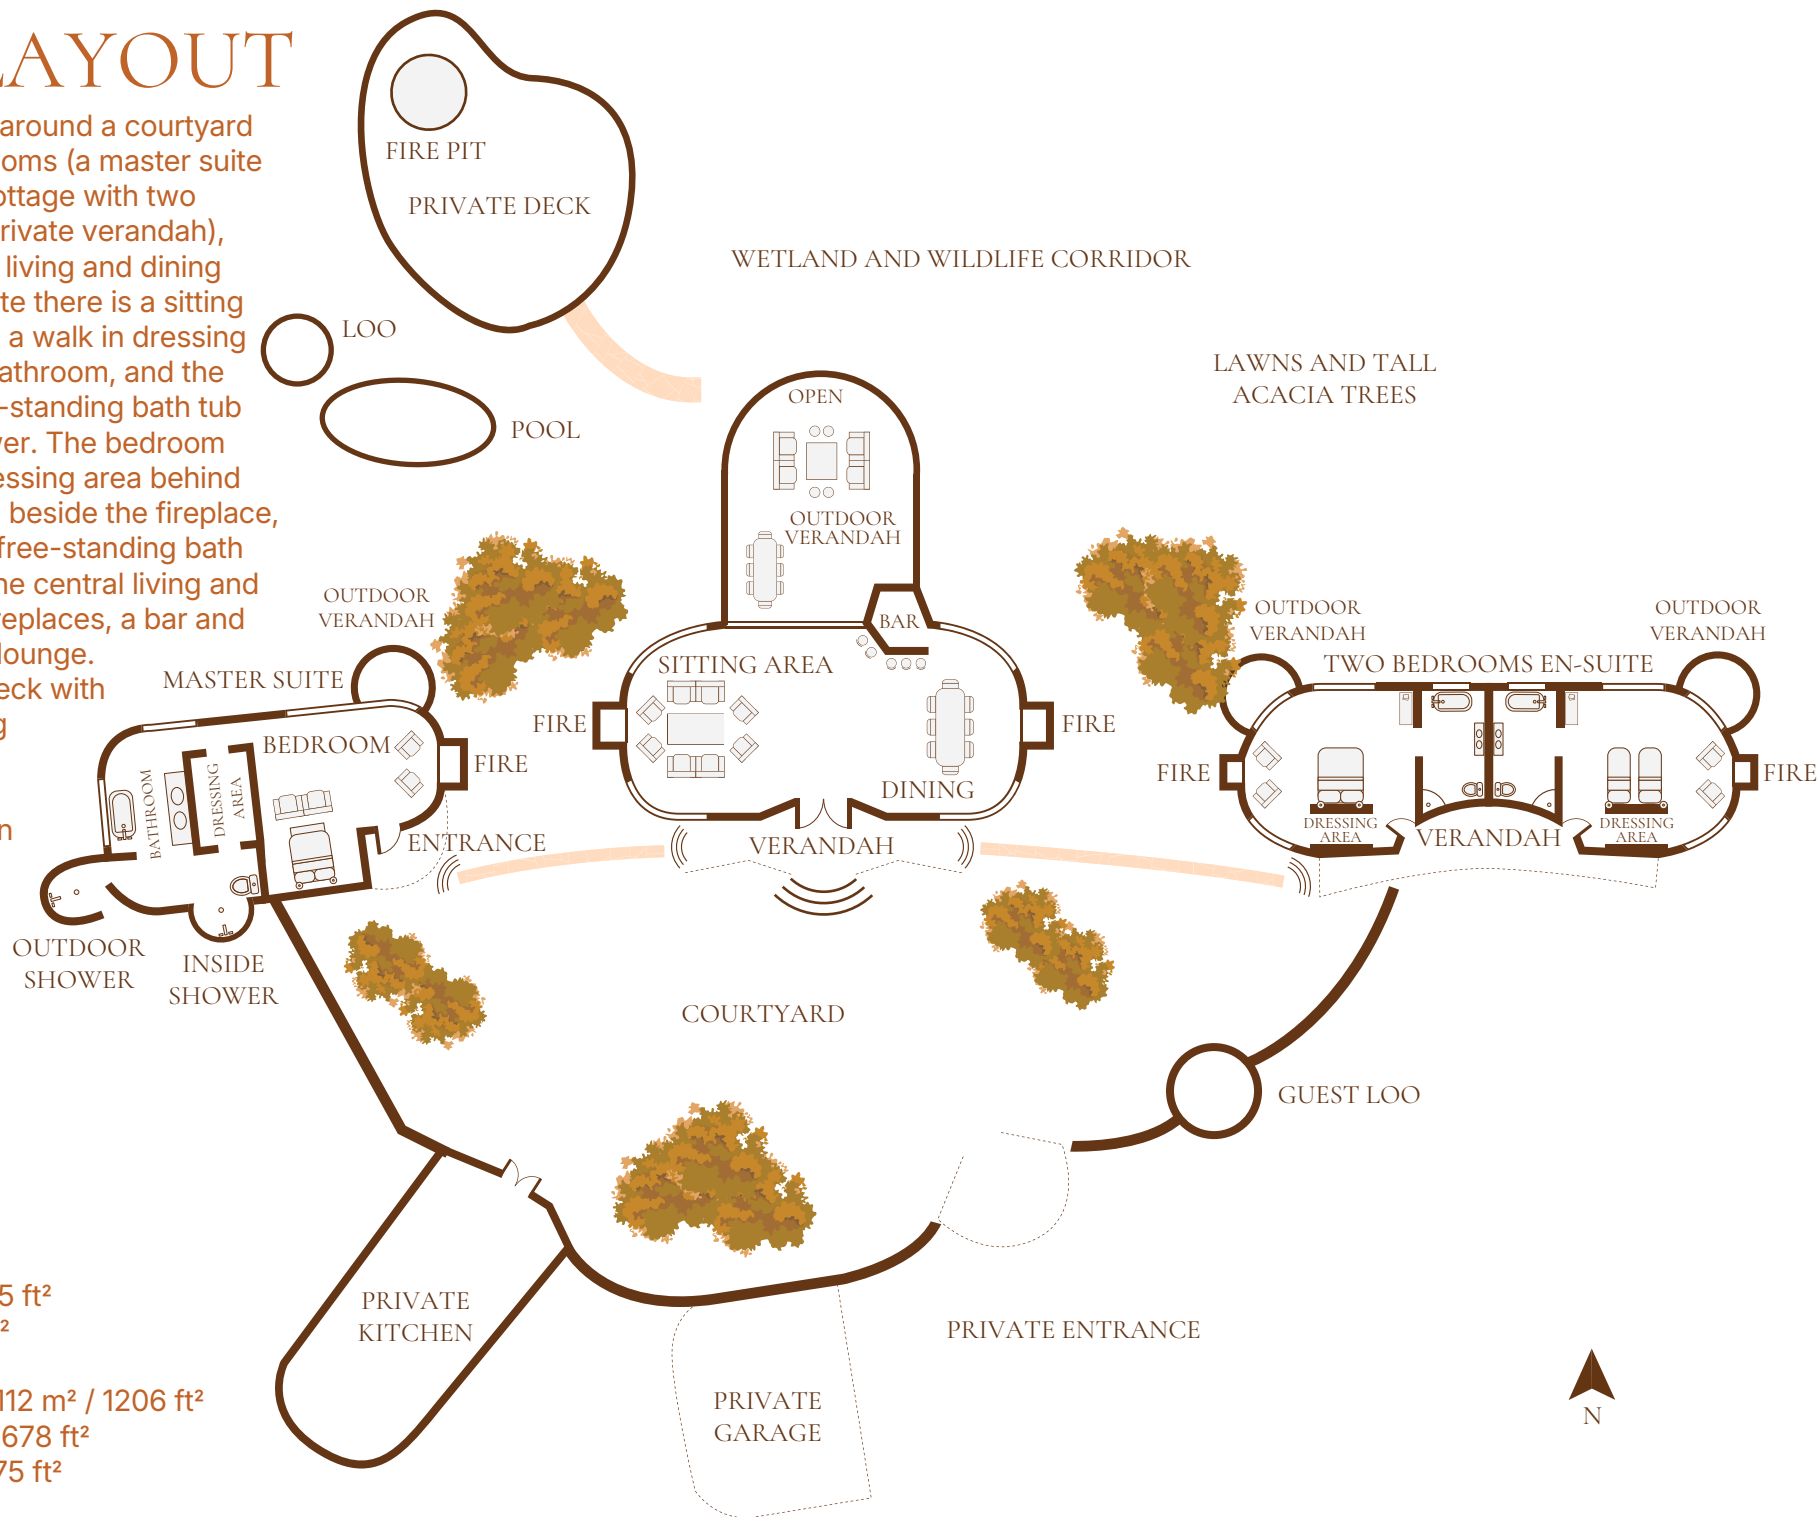 LAYOUT
around a courtyard
oms (a master suite
ottage with two
rivate verandah),
living and dining
te there is a sitting
a walk in dressing
athroom, and the
-standing bath tub
ver. The bedroom
essing area behind
beside the fireplace,
free-standing bath
he central living and
replaces, a bar and
lounge.
eck with
g
n
5 ft²
²
112 m² / 1206 ft²
678 ft²
75 ft²
FIRE PIT
PRIVATE DECK
WETLAND AND WILDLIFE CORRIDOR
LOO
POOL
LAWNS AND TALL
ACACIA TREES
OPEN
OUTDOOR
VERANDAH
BAR
SITTING AREA
FIRE
FIRE
DINING
VERANDAH
OUTDOOR
VERANDAH
MASTER SUITE
BEDROOM
FIRE
BATHROOM
DRESSING
AREA
ENTRANCE
OUTDOOR
SHOWER
INSIDE
SHOWER
OUTDOOR
VERANDAH
OUTDOOR
VERANDAH
TWO BEDROOMS EN-SUITE
FIRE
FIRE
DRESSING
AREA
VERANDAH
DRESSING
AREA
COURTYARD
GUEST LOO
PRIVATE
KITCHEN
PRIVATE ENTRANCE
PRIVATE
GARAGE
N